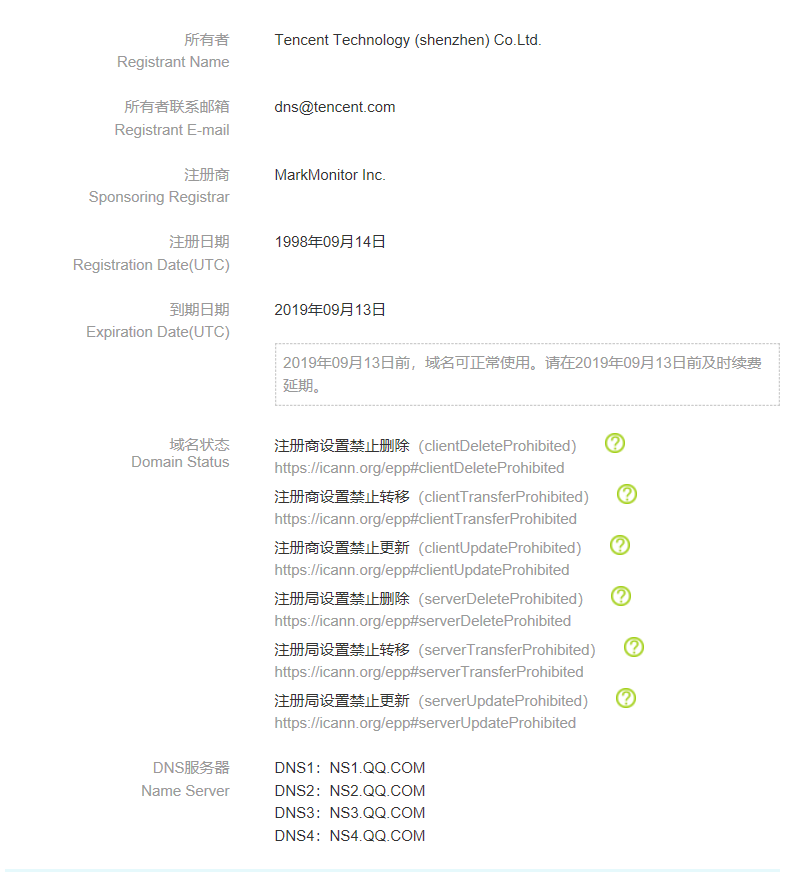 所有者
Registrant Name
Tencent Technology (shenzhen) Co.Ltd.
所有者联系邮箱
Registrant E-mail
dns@tencent.com
注册商
Sponsoring Registrar
MarkMonitor Inc.
注册日期
Registration Date(UTC)
1998年09月14日
到期日期
Expiration Date(UTC)
2019年09月13日
2019年09月13日前，域名可正常使用。请在2019年09月13日前及时续费
延期。
域名状态
Domain Status
注册商设置禁止删除（clientDeleteProhibited）
https://icann.org/epp#clientDeleteProhibited
注册商设置禁止转移（clientTransferProhibited）
https://icann.org/epp#clientTransferProhibited
注册商设置禁止更新（clientUpdateProhibited）
https://icann.org/epp#clientUpdateProhibited
注册局设置禁止删除（serverDeleteProhibited）
https://icann.org/epp#serverDeleteProhibited
注册局设置禁止转移（serverTransferProhibited）
https://icann.org/epp#serverTransferProhibited
注册局设置禁止更新（serverUpdateProhibited）
https://icann.org/epp#serverUpdateProhibited
DNS服务器
Name Server
DNS1：NS1.QQ.COM
DNS2：NS2.QQ.COM
DNS3：NS3.QQ.COM
DNS4：NS4.QQ.COM